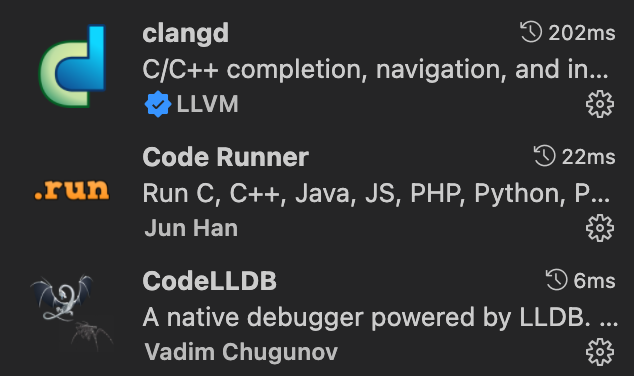 clangd 202ms
C/C++ completion, navigation, and in...
LLVM
Code Runner 22ms
.run
Run C, C++, Java, JS, PHP, Python, P...
Jun Han
CodeLLDB 6ms
A native debugger powered by LLDB. ...
Vadim Chugunov